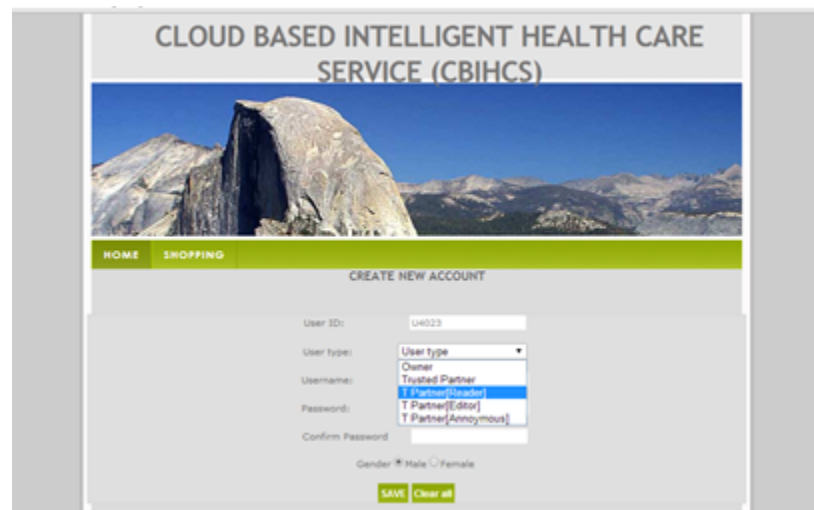 CLOUD BASED INTELLIGENT HEALTH CARE
SERVICE (CBIHCS)
HOME SHOPPING
CREATE NEW ACCOUNT
User ID: U4023
User type: User type
Owner
Username: Trusted Partner
T Partner[Reader]
Password: T Partner[Editor]
T Partner[Annoymous]
Confirm Password
Gender Male Female
SAVE Clear all